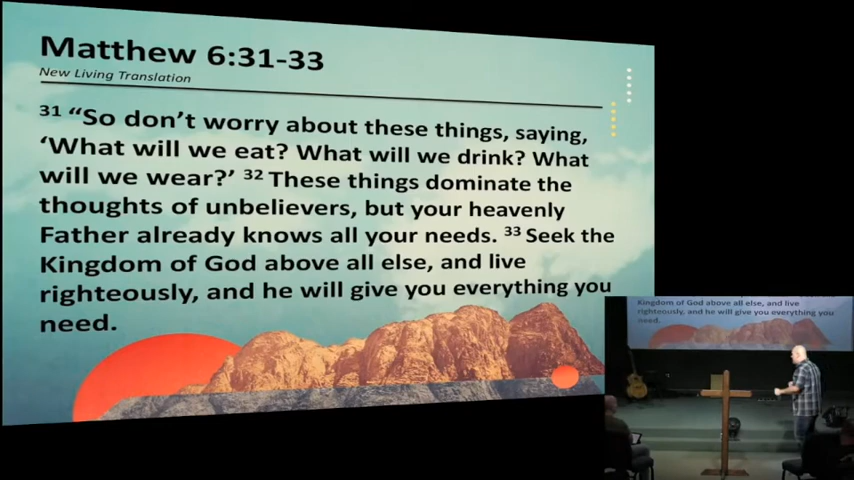 Matthew 6:31-33
New Living Translation
31 “So don’t worry about these things, saying,
‘What will we eat? What will we drink? What
will we wear?’ 32 These things dominate the
thoughts of unbelievers, but your heavenly
Father already knows all your needs. 33 Seek the
Kingdom of God above all else, and live
righteously, and he will give you everything you
need.
Kingdom of God above all else, and live
righteously, and he will give you everything you
need.